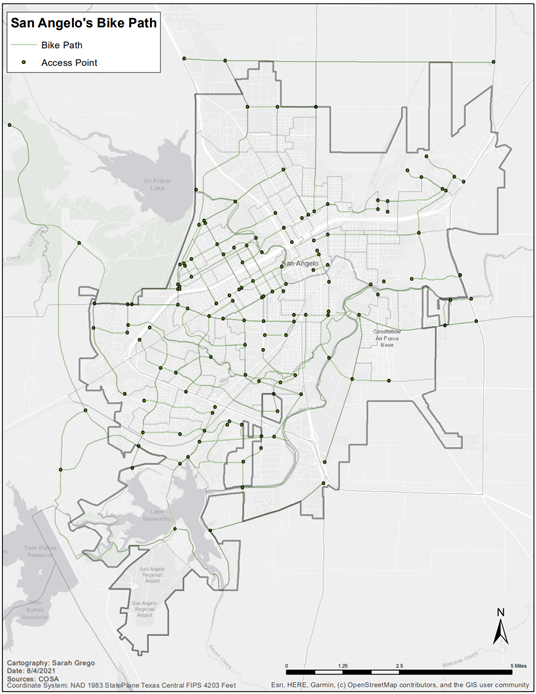 San Angelo's Bike Path
Bike Path
Access Point
San Angelo
Goodfellow
Air Force
Base
Lake
Nasworthy
Twin Buttes
Reservoir
San Angelo
Regional
Airport
San Angelo
Regional
Airport
Twin
Buttes
Reservoir
N
Cartography: Sarah Grego
Date: 8/4/2021
Sources: COSA
Coordinate System: NAD 1983 StatePlane Texas Central FIPS 4203 Feet
0 1.25 2.5 5 Miles
Esri, HERE, Garmin, (c) OpenStreetMap contributors, and the GIS user community